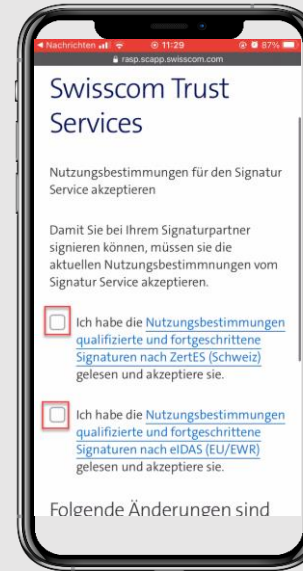 Nachrichten 11:29 87%
rasp.scapp.swisscom.com
Swisscom Trust
Services
Nutzungsbestimmungen für den Signatur
Service akzeptieren
Damit Sie bei Ihrem Signaturpartner
signieren können, müssen sie die
aktuellen Nutzungsbestimmnungen vom
Signatur Service akzeptieren.
Ich habe die Nutzungsbestimmungen
qualifizierte und fortgeschrittene
Signaturen nach ZertES (Schweiz)
gelesen und akzeptiere sie.
Ich habe die Nutzungsbestimmungen
qualifizierte und fortgeschrittene
Signaturen nach eIDAS (EU/EWR)
gelesen und akzeptiere sie.
Folgende Änderungen sind